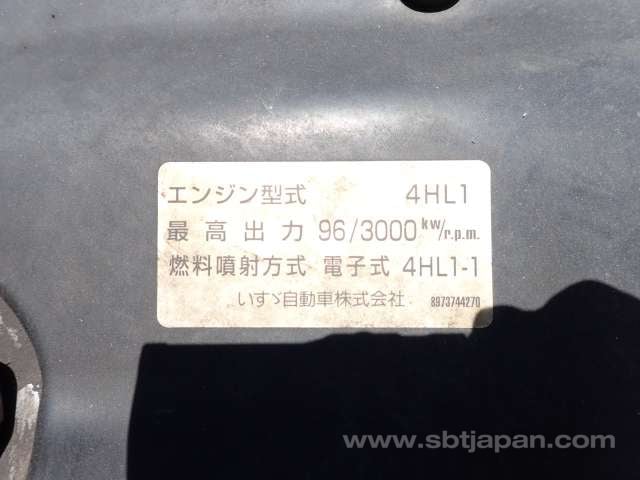 エンジン型式 4HL1
最高出力 96/3000 kw/r.p.m.
燃料噴射方式 電子式 4HL1-1
いすゞ自動車株式会社 8973744270
www.sbtjapan.com